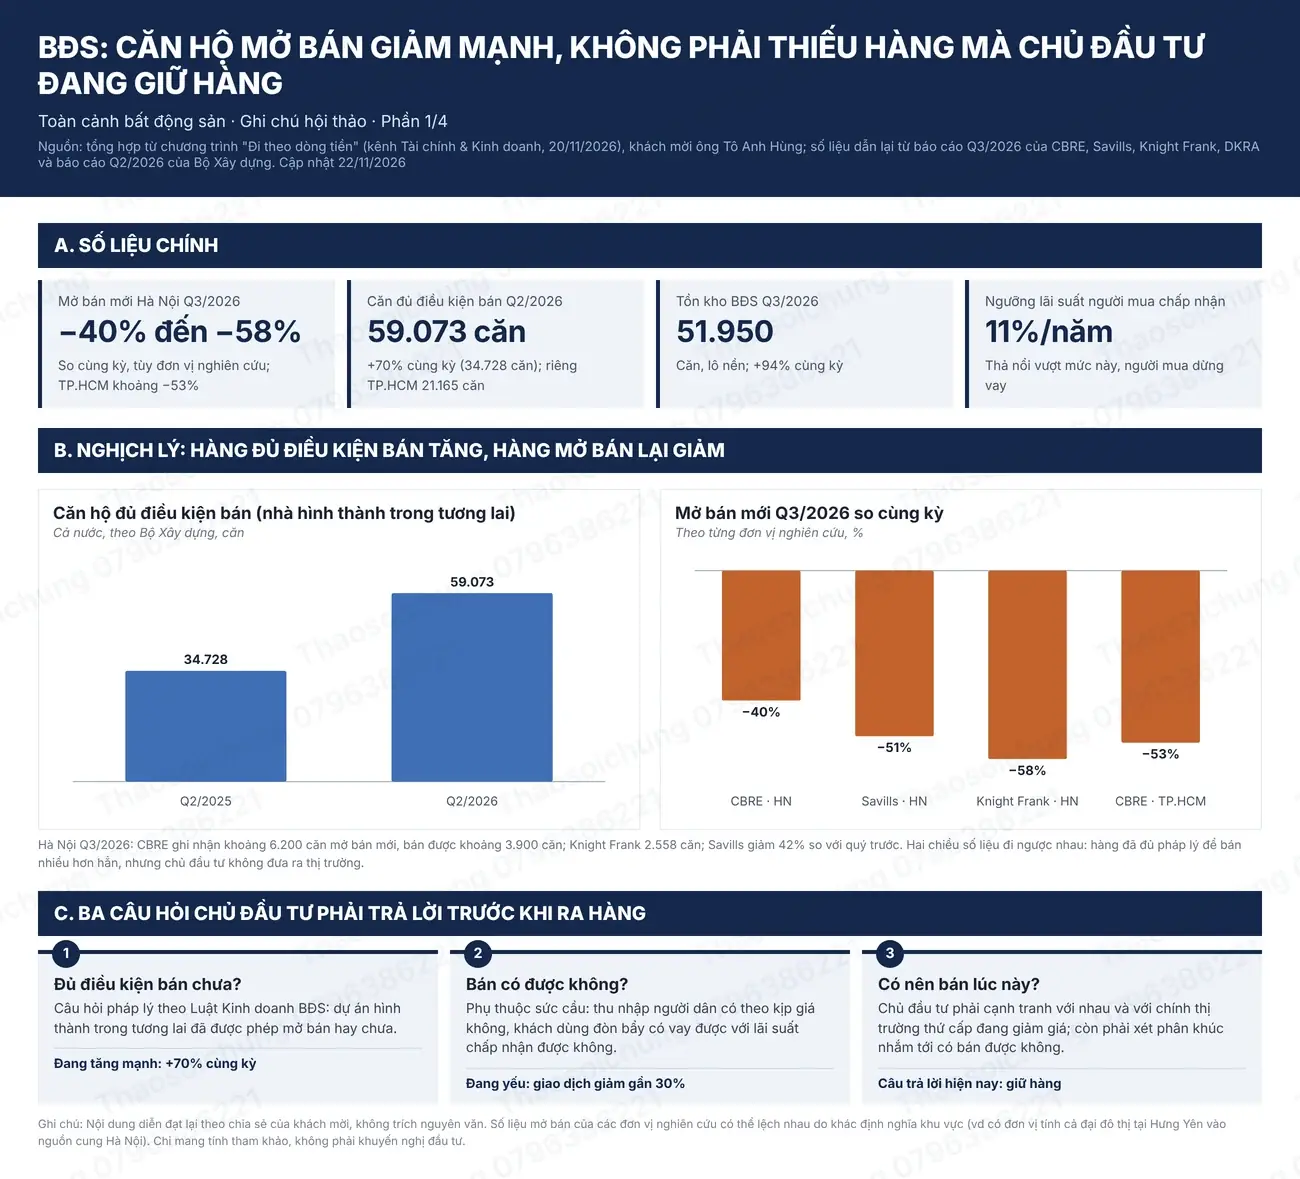 BĐS: CĂN HỘ MỞ BÁN GIẢM MẠNH, KHÔNG PHẢI THIẾU HÀNG MÀ CHỦ ĐẦU TƯ
ĐANG GIỮ HÀNG
Toàn cảnh bất động sản · Ghi chú hội thảo · Phần 1/4
Nguồn: tổng hợp từ chương trình "Đi theo dòng tiền" (kênh Tài chính & Kinh doanh, 20/11/2026), khách mời ông Tô Anh Hùng; số liệu dẫn lại từ báo cáo Q3/2026 của CBRE, Savills, Knight Frank, DKRA
và báo cáo Q2/2026 của Bộ Xây dựng. Cập nhật 22/11/2026
A. SỐ LIỆU CHÍNH
Mở bán mới Hà Nội Q3/2026
−40% đến −58%
So cùng kỳ, tùy đơn vị nghiên cứu;
TP.HCM khoảng −53%
Căn đủ điều kiện bán Q2/2026
59.073 căn
+70% cùng kỳ (34.728 căn); riêng
TP.HCM 21.165 căn
Tồn kho BĐS Q3/2026
51.950
Căn, lô nền; +94% cùng kỳ
Ngưỡng lãi suất người mua chấp nhận
11%/năm
Thả nổi vượt mức này, người mua dừng
vay
B. NGHỊCH LÝ: HÀNG ĐỦ ĐIỀU KIỆN BÁN TĂNG, HÀNG MỞ BÁN LẠI GIẢM
Căn hộ đủ điều kiện bán (nhà hình thành trong tương lai)
Cả nước, theo Bộ Xây dựng, căn
34.728
59.073
Q2/2025
Q2/2026
Mở bán mới Q3/2026 so cùng kỳ
Theo từng đơn vị nghiên cứu, %
−40%
−51%
−58%
−53%
CBRE · HN
Savills · HN
Knight Frank · HN
CBRE · TP.HCM
Hà Nội Q3/2026: CBRE ghi nhận khoảng 6.200 căn mở bán mới, bán được khoảng 3.900 căn; Knight Frank 2.558 căn; Savills giảm 42% so với quý trước. Hai chiều số liệu đi ngược nhau: hàng đã đủ pháp lý để bán
nhiều hơn hẳn, nhưng chủ đầu tư không đưa ra thị trường.
C. BA CÂU HỎI CHỦ ĐẦU TƯ PHẢI TRẢ LỜI TRƯỚC KHI RA HÀNG
1
Đủ điều kiện bán chưa?
Câu hỏi pháp lý theo Luật Kinh doanh BĐS: dự án hình
thành trong tương lai đã được phép mở bán hay chưa.
Đang tăng mạnh: +70% cùng kỳ
2
Bán có được không?
Phụ thuộc sức cầu: thu nhập người dân có theo kịp giá
không, khách dùng đòn bẩy có vay được với lãi suất
chấp nhận được không.
Đang yếu: giao dịch giảm gần 30%
3
Có nên bán lúc này?
Chủ đầu tư phải cạnh tranh với nhau và với chính thị
trường thứ cấp đang giảm giá; còn phải xét phân khúc
nhắm tới có bán được không.
Câu trả lời hiện nay: giữ hàng
Ghi chú: Nội dung diễn đạt lại theo chia sẻ của khách mời, không trích nguyên văn. Số liệu mở bán của các đơn vị nghiên cứu có thể lệch nhau do khác định nghĩa khu vực (vd có đơn vị tính cả đại đô thị tại Hưng Yên vào
nguồn cung Hà Nội). Chỉ mang tính tham khảo, không phải khuyến nghị đầu tư.
Thaosoichung 0796386221